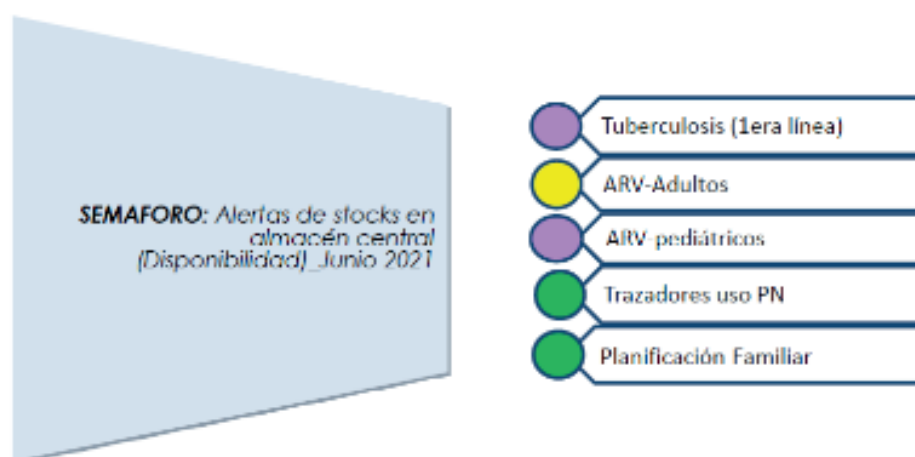 SEMAFORO: Alertas de stocks en
almacén central
(Disponibilidad)_Junio 2021
Tuberculosis (1era línea)
ARV-Adultos
ARV-pediátricos
Trazadores uso PN
Planificación Familiar